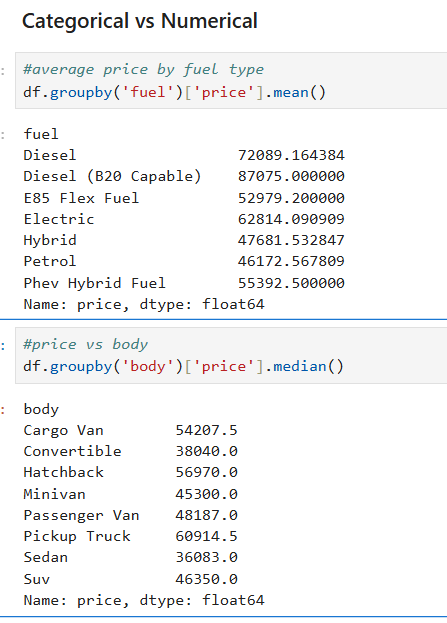 Categorical vs Numerical
: #average price by fuel type
df.groupby('fuel')['price'].mean()
: fuel
Diesel 72089.164384
Diesel (B20 Capable) 87075.000000
E85 Flex Fuel 52979.200000
Electric 62814.090909
Hybrid 47681.532847
Petrol 46172.567809
Phev Hybrid Fuel 55392.500000
Name: price, dtype: float64
: #price vs body
df.groupby('body')['price'].median()
: body
Cargo Van 54207.5
Convertible 38040.0
Hatchback 56970.0
Minivan 45300.0
Passenger Van 48187.0
Pickup Truck 60914.5
Sedan 36083.0
Suv 46350.0
Name: price, dtype: float64